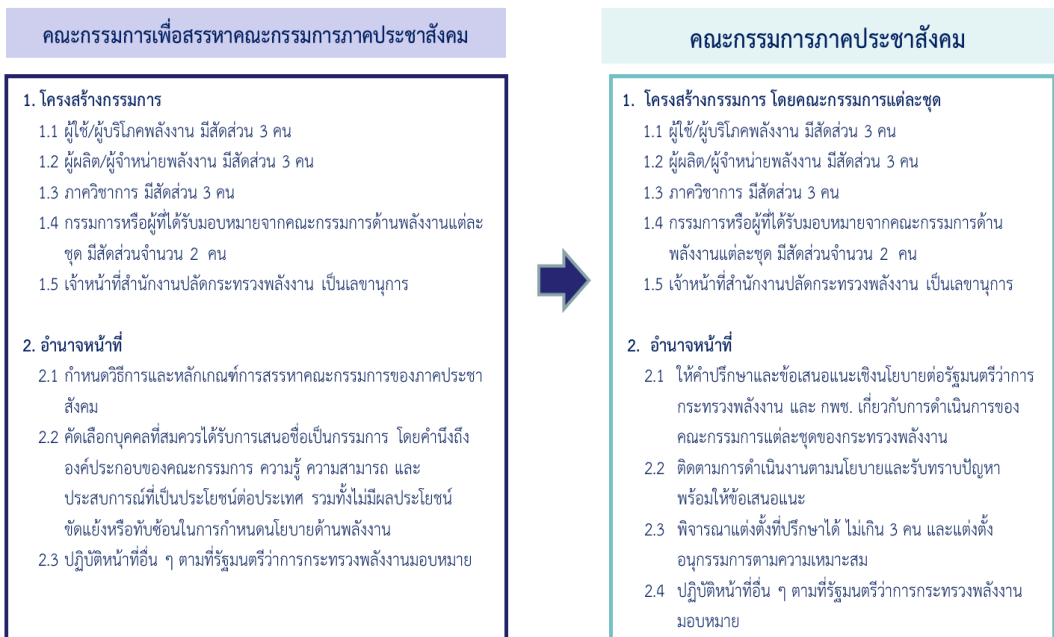 คณะกรรมการเพื่อสรรหาคณะกรรมการภาคประชาสังคม
1. โครงสร้างกรรมการ
1.1 ผู้ใช้/ผู้บริโภคพลังงาน มีสัดส่วน 3 คน
1.2 ผู้ผลิต/ผู้จำหน่ายพลังงาน มีสัดส่วน 3 คน
1.3 ภาควิชาการ มีสัดส่วน 3 คน
1.4 กรรมการหรือผู้ที่ได้รับมอบหมายจากคณะกรรมการด้านพลังงานแต่ละ
ชุด มีสัดส่วนจำนวน 2 คน
1.5 เจ้าหน้าที่สำนักงานปลัดกระทรวงพลังงาน เป็นเลขานุการ
2. อำนาจหน้าที่
2.1 กำหนดวิธีการและหลักเกณฑ์การสรรหาคณะกรรมการของภาคประชา
สังคม
2.2 คัดเลือกบุคคลที่สมควรได้รับการเสนอชื่อเป็นกรรมการ โดยคำนึงถึง
องค์ประกอบของคณะกรรมการ ความรู้ ความสามารถ และ
ประสบการณ์ที่เป็นประโยชน์ต่อประเทศ รวมทั้งไม่มีผลประโยชน์
ขัดแย้งหรือทับซ้อนในการกำหนดนโยบายด้านพลังงาน
2.3 ปฏิบัติหน้าที่อื่น ๆ ตามที่รัฐมนตรีว่าการกระทรวงพลังงานมอบหมาย
คณะกรรมการภาคประชาสังคม
1. โครงสร้างกรรมการ โดยคณะกรรมการแต่ละชุด
1.1 ผู้ใช้/ผู้บริโภคพลังงาน มีสัดส่วน 3 คน
1.2 ผู้ผลิต/ผู้จำหน่ายพลังงาน มีสัดส่วน 3 คน
1.3 ภาควิชาการ มีสัดส่วน 3 คน
1.4 กรรมการหรือผู้ที่ได้รับมอบหมายจากคณะกรรมการด้าน
พลังงานแต่ละชุด มีสัดส่วนจำนวน 2 คน
1.5 เจ้าหน้าที่สำนักงานปลัดกระทรวงพลังงาน เป็นเลขานุการ
2. อำนาจหน้าที่
2.1 ให้คำปรึกษาและข้อเสนอแนะเชิงนโยบายต่อรัฐมนตรีว่าการ
กระทรวงพลังงาน และ กพช. เกี่ยวกับการดำเนินการของ
คณะกรรมการแต่ละชุดของกระทรวงพลังงาน
2.2 ติดตามการดำเนินงานตามนโยบายและรับทราบปัญหา
พร้อมให้ข้อเสนอแนะ
2.3 พิจารณาแต่งตั้งที่ปรึกษาได้ ไม่เกิน 3 คน และแต่งตั้ง
อนุกรรมการตามความเหมาะสม
2.4 ปฏิบัติหน้าที่อื่น ๆ ตามที่รัฐมนตรีว่าการกระทรวงพลังงาน
มอบหมาย